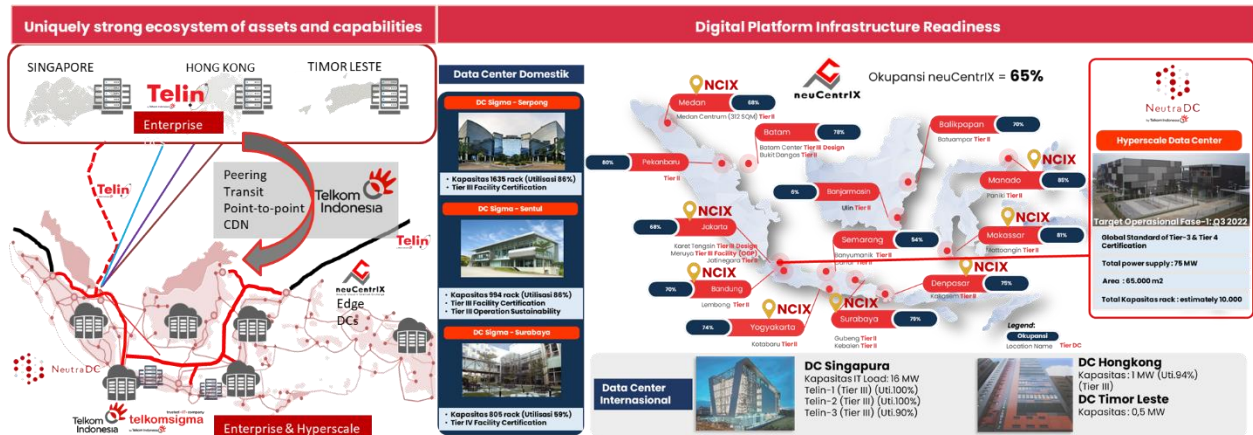 Uniquely strong ecosystem of assets and capabilities
SINGAPORE
HONG KONG
TIMOR LESTE
Telin
Enterprise
Peering
Transit
Point-to-point
CDN
Telkom
Indonesia
Telin
Telin
neuCentrIX
Edge
DCs
NeutraDC
Telkom
Indonesia
telkomsigma
Enterprise & Hyperscale
Digital Platform Infrastructure Readiness
Data Center Domestik
DC Sigma - Serpong
• Kapasitas 1635 rack (Utilisasi 86%)
• Tier III Facility Certification
DC Sigma - Sentul
• Kapasitas 994 rack (Utilisasi 86%)
• Tier III Facility Certification
• Tier III Operation Sustainability
DC Sigma - Surabaya
• Kapasitas 805 rack (Utilisasi 59%)
• Tier IV Facility Certification
neuCentrIX
Okupansi neuCentrIX = 65%
NCIX
Medan 68%
Medan Centrum (312 SQM) Tier II
Batam 78%
Batam Center Tier III Design
Bukit Dangas Tier II
Balikpapan 70%
Batuampar Tier II
80% Pekanbaru
Tier II
6% Banjarmasin
Ulin Tier II
NCIX
Manado 85%
Paniki Tier II
NCIX
68% Jakarta
Karet Tengsin Tier III Design
Meruya Tier III Facility (OGP)
Jatinegara Tier II
Semarang 54%
Banyumanik Tier II
NCIX
Makassar 81%
Mattoangin Tier II
NCIX
70% Bandung
Lembong Tier II
NCIX
Denpasar 75%
Kaliasem Tier II
NCIX
74% Yogyakarta
Kotabaru Tier II
NCIX
Surabaya 79%
Gubeng Tier II
Kebalen Tier II
Legend:
Okupansi
Location Name Tier DC
NeutraDC
by Telkom Indonesia
Hyperscale Data Center
Target Operasional Fase-1: Q3 2022
Global Standard of Tier-3 & Tier 4
Certification
Total power supply : 75 MW
Area : 65.000 m2
Total Kapasitas rack : estimately 10.000
Data Center
Internasional
DC Singapura
Kapasitas IT Load: 16 MW
Telin-1 (Tier III) (Uti.100%)
Telin-2 (Tier III) (Uti.100%)
Telin-3 (Tier III) (Uti.90%)
DC Hongkong
Kapasitas : 1 MW (Uti.94%)
(Tier III)
DC Timor Leste
Kapasitas : 0,5 MW